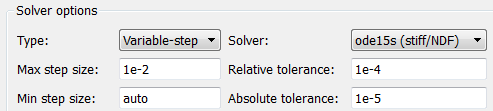 Solver options
Type: Variable-step Solver: ode15s (stiff/NDF)
Max step size: 1e-2 Relative tolerance: 1e-4
Min step size: auto Absolute tolerance: 1e-5